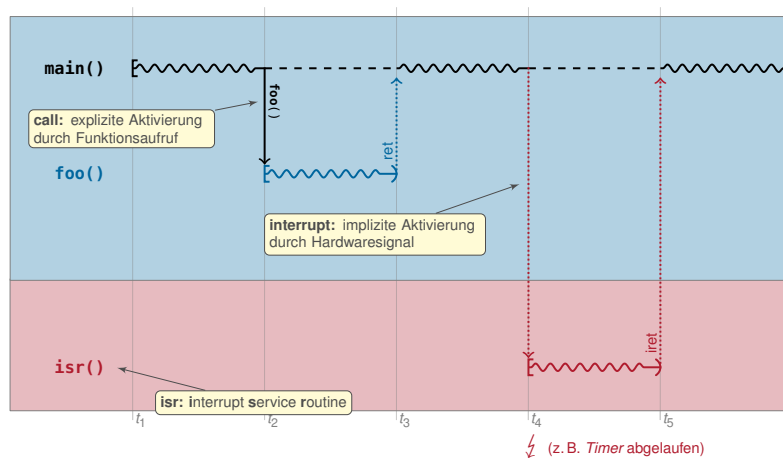 main()
foo()
call: explizite Aktivierung
durch Funktionsaufruf
foo()
ret
interrupt: implizite Aktivierung
durch Hardwaresignal
isr()
iret
isr: interrupt service routine
t1 t2 t3 t4 t5
(z. B. Timer abgelaufen)